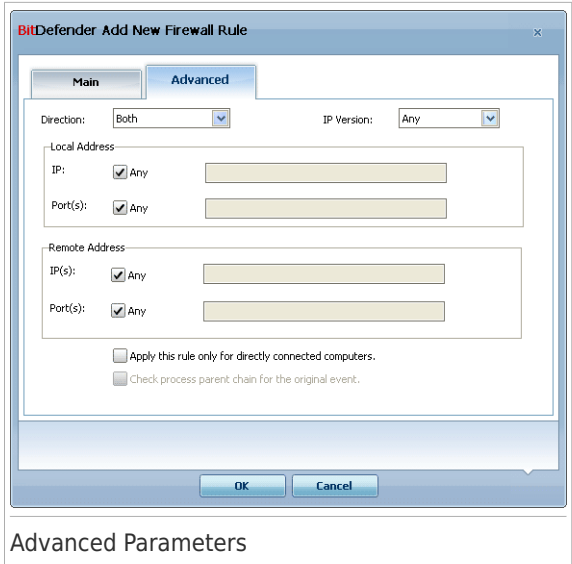 BitDefender Add New Firewall Rule
Main
Advanced
Direction: Both IP Version: Any
Local Address
IP: Any
Port(s): Any
Remote Address
IP(s): Any
Port(s): Any
Apply this rule only for directly connected computers.
Check process parent chain for the original event.
OK Cancel
Advanced Parameters